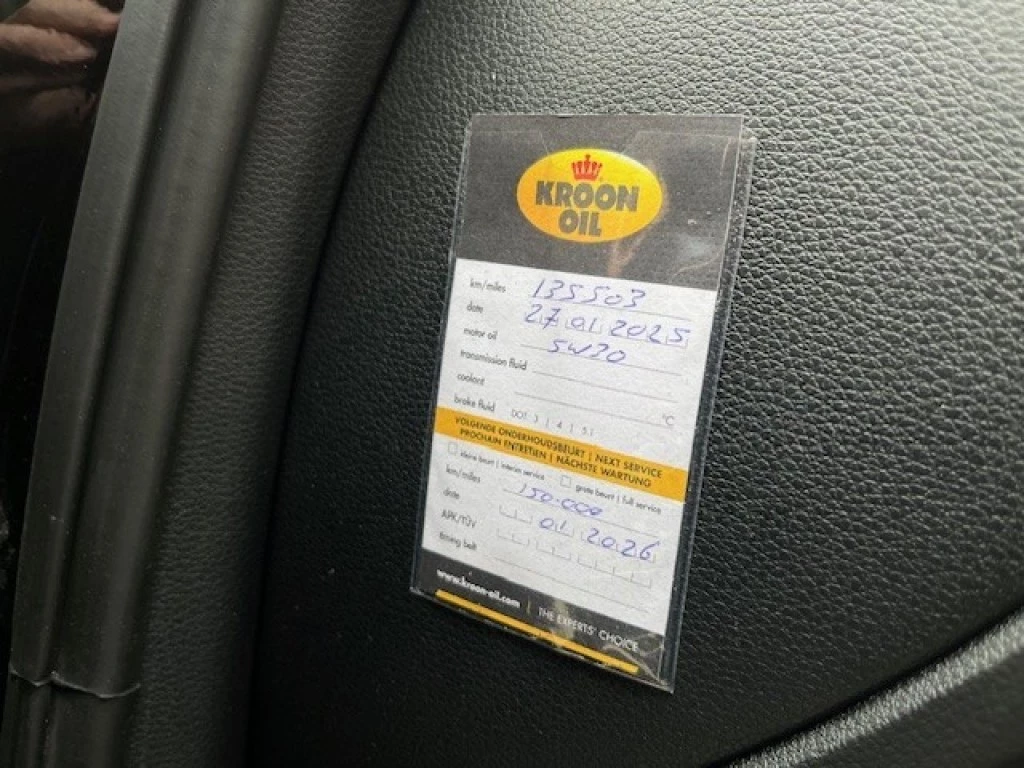 KROON
OIL
km/miles 135503
date 27 01 2025
motor oil 5W30
transmission fluid
coolant °C
brake fluid DOT 3 | 4 | 5.1
VOLGENDE ONDERHOUDSBEURT | NEXT SERVICE
PROCHAIN ENTRETIEN | NÄCHSTE WARTUNG
kleine beurt | interim service grote beurt | full service
km/miles 150.000
date 01 2026
APK/TÜV
timing belt
www.kroon-oil.com | THE EXPERTS' CHOICE